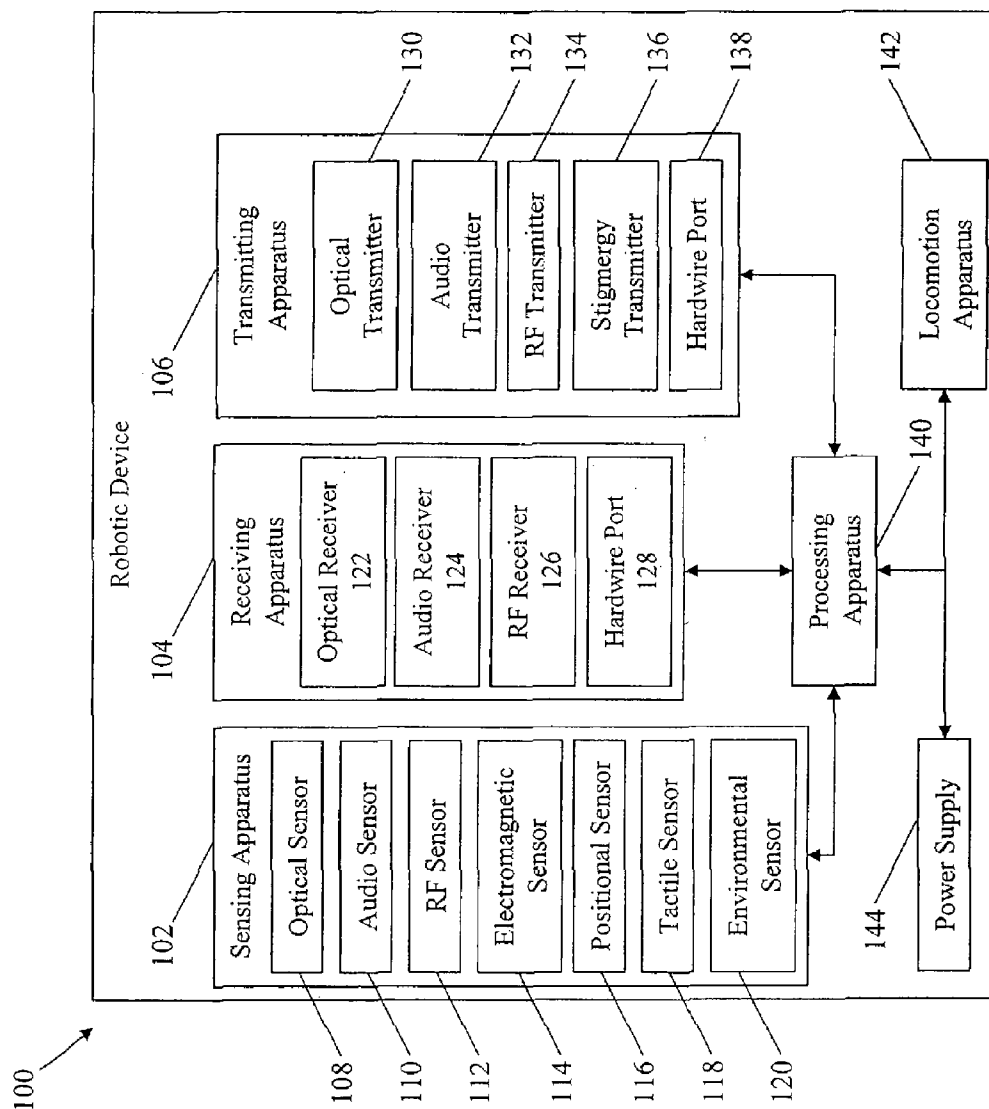 100
Robotic Device
102
Sensing Apparatus
Optical Sensor
108
Audio Sensor
110
RF Sensor
112
Electromagnetic
Sensor
114
Positional Sensor
116
Tactile Sensor
118
Environmental
Sensor
120
104
Receiving
Apparatus
Optical Receiver
122
Audio Receiver
124
RF Receiver
126
Hardwire Port
128
106
Transmitting
Apparatus
Optical
Transmitter
130
Audio
Transmitter
132
RF Transmitter
134
Stigmergy
Transmitter
136
Hardwire Port
138
Processing
Apparatus
140
144
Power Supply
Locomotion
Apparatus
142